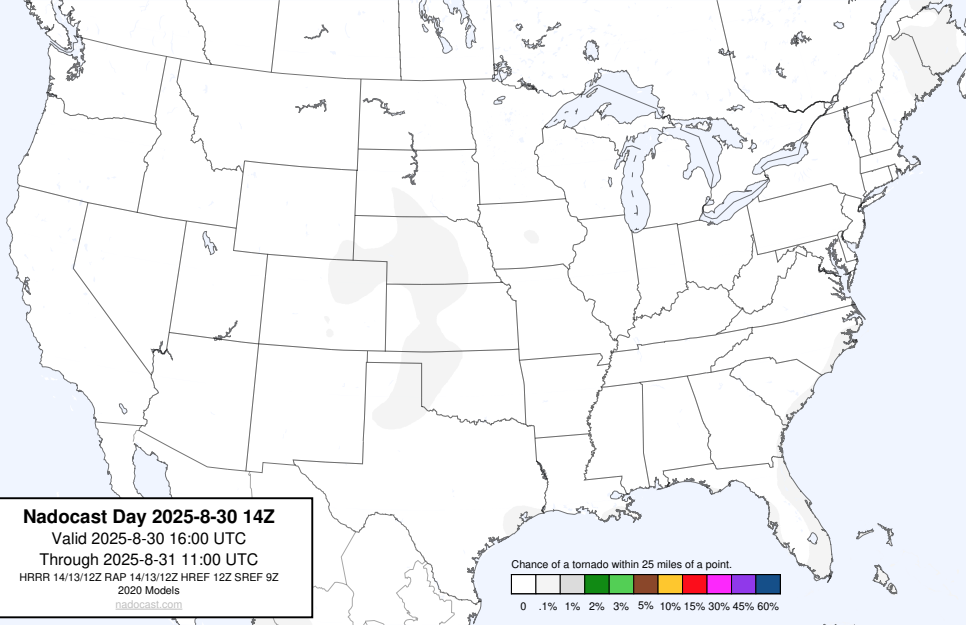 Nadocast Day 2025-8-30 14Z
Valid 2025-8-30 16:00 UTC
Through 2025-8-31 11:00 UTC
HRRR 14/13/12Z RAP 14/13/12Z HREF 12Z SREF 9Z
2020 Models
nadocast.com
Chance of a tornado within 25 miles of a point.
0 .1% 1% 2% 3% 5% 10% 15% 30% 45% 60%